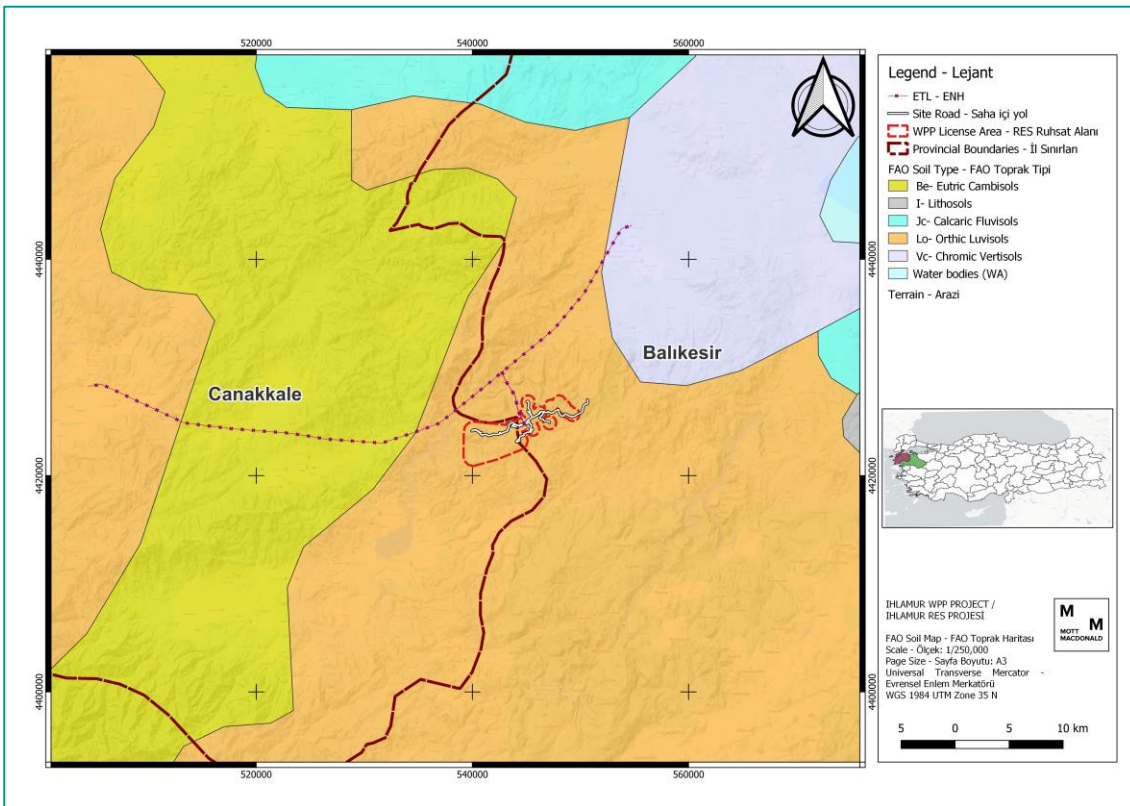 520000
540000
560000
4440000
4420000
4400000
4440000
4420000
4400000
520000
540000
560000
Canakkale
Balıkesir
Legend - Lejant
ETL - ENH
Site Road - Saha içi yol
WPP License Area - RES Ruhsat Alanı
Provincial Boundaries - İl Sınırları
FAO Soil Type - FAO Toprak Tipi
Be- Eutric Cambisols
I- Lithosols
Jc- Calcaric Fluvisols
Lo- Orthic Luvisols
Vc- Chromic Vertisols
Water bodies (WA)
Terrain - Arazi
IHLAMUR WPP PROJECT /
IHLAMUR RES PROJESİ
M
M
MOTT
MACDONALD
FAO Soil Map - FAO Toprak Haritası
Scale - Ölçek: 1/250,000
Page Size - Sayfa Boyutu: A3
Universal Transverse Mercator -
Evrensel Enlem Merkatörü
WGS 1984 UTM Zone 35 N
5 0 5 10 km